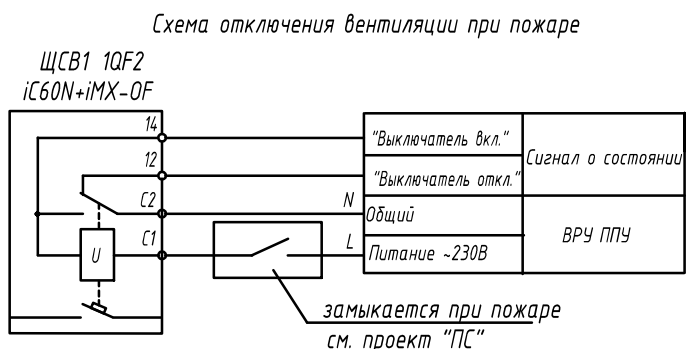 Схема отключения вентиляции при пожаре
ЩСВ1 1QF2
iC60N+iMX-OF
14
"Выключатель вкл."
Сигнал о состоянии
12
"Выключатель откл."
C2
N
Общий
ВРУ ППУ
C1
L
Питание ~230В
U
замыкается при пожаре
см. проект "ПС"